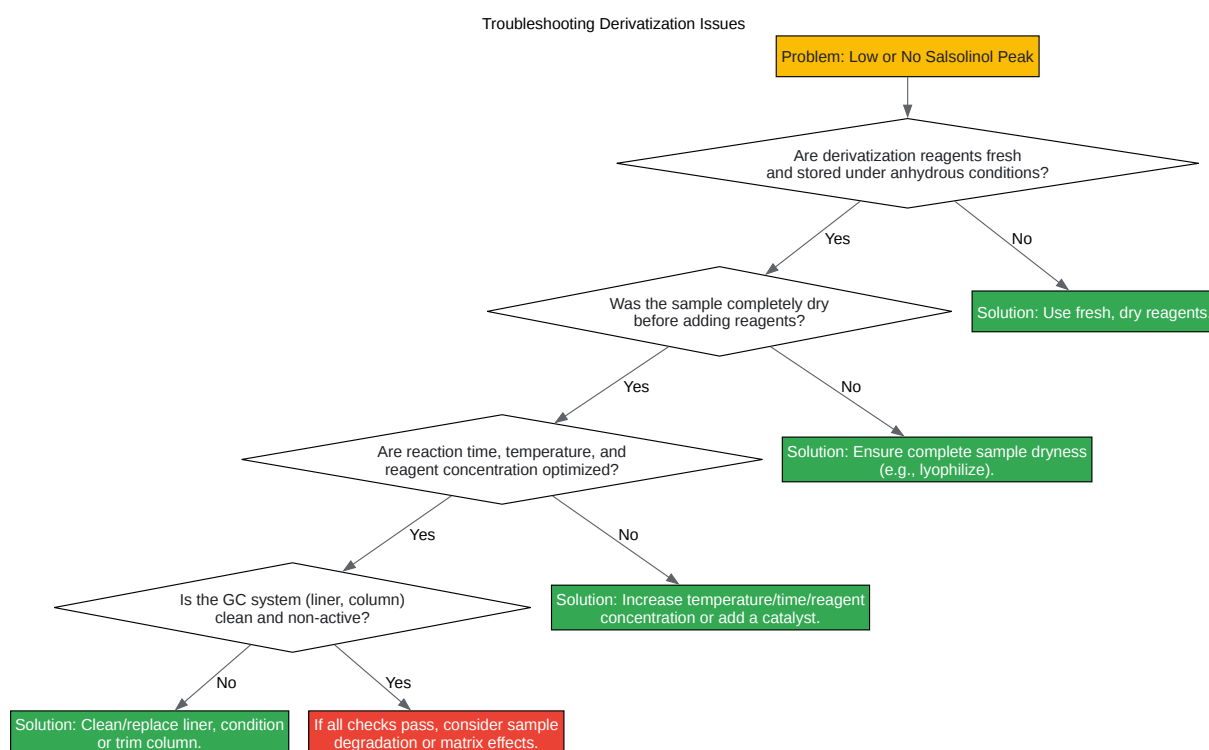 Troubleshooting Derivatization Issues
Problem: Low or No Salsolinol Peak
Are derivatization reagents fresh
and stored under anhydrous conditions?
Yes
No
Was the sample completely dry
before adding reagents?
Solution: Use fresh, dry reagents.
Yes
No
Are reaction time, temperature, and
reagent concentration optimized?
Solution: Ensure complete sample dryness
(e.g., lyophilize).
Yes
No
Is the GC system (liner, column)
clean and non-active?
Solution: Increase temperature/time/reagent
concentration or add a catalyst.
No
Yes
Solution: Clean/replace liner, condition
or trim column.
If all checks pass, consider sample
degradation or matrix effects.